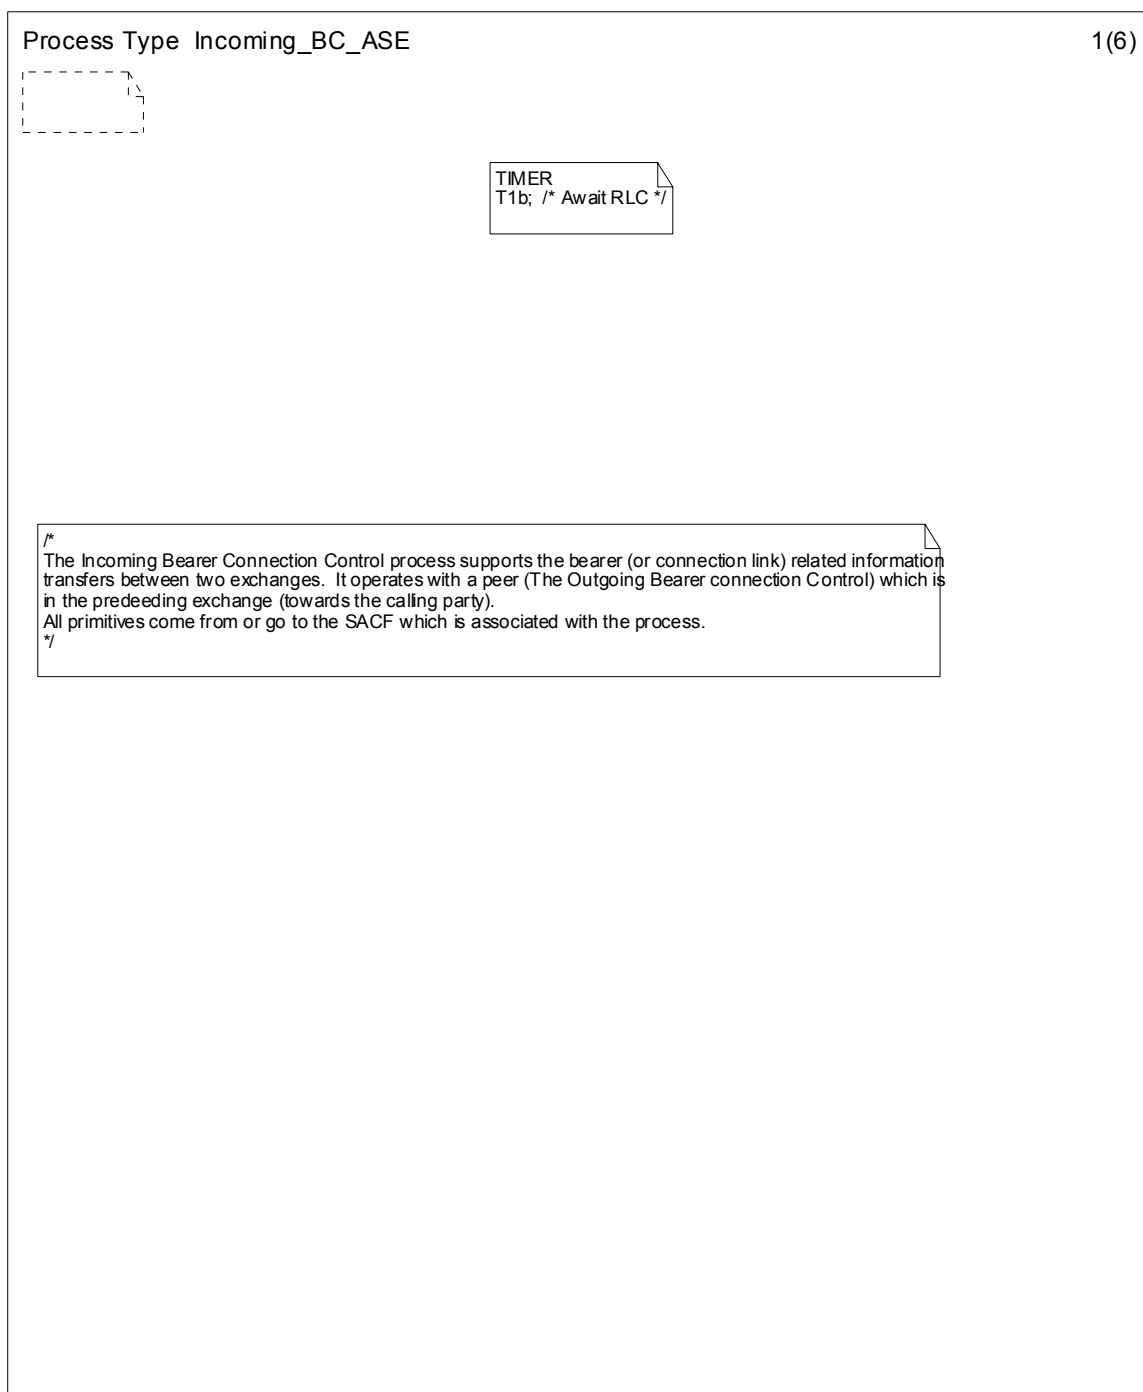 Process Type Incoming_BC_ASE 1(6)
TIMER
T1b; /* Await RLC */
/*
The Incoming Bearer Connection Control process supports the bearer (or connection link) related information
transfers between two exchanges. It operates with a peer (The Outgoing Bearer connection Control) which is
in the predeeding exchange (towards the calling party).
All primitives come from or go to the SACF which is associated with the process.
*/